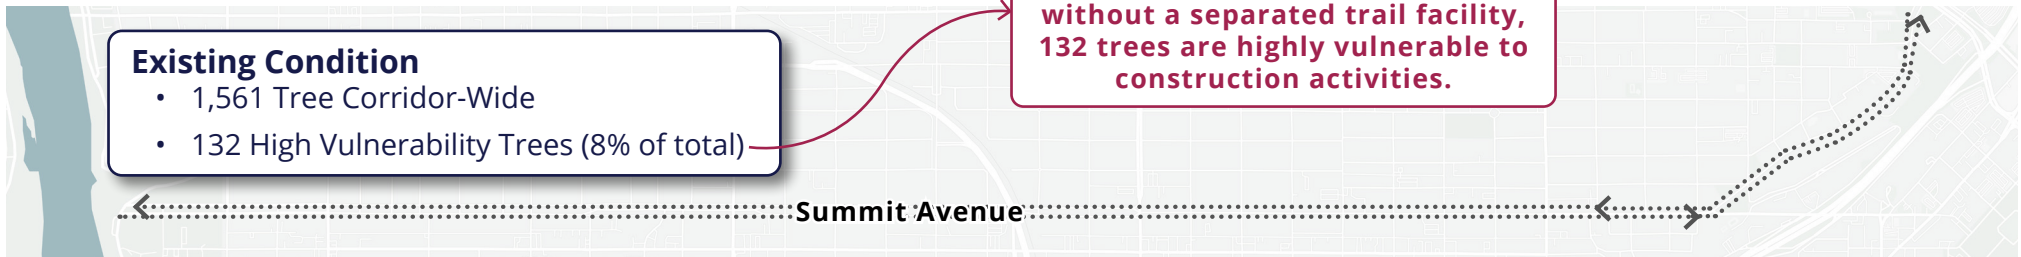 without a separated trail facility,
132 trees are highly vulnerable to
construction activities.
Existing Condition
• 1,561 Tree Corridor-Wide
• 132 High Vulnerability Trees (8% of total)
Summit Avenue